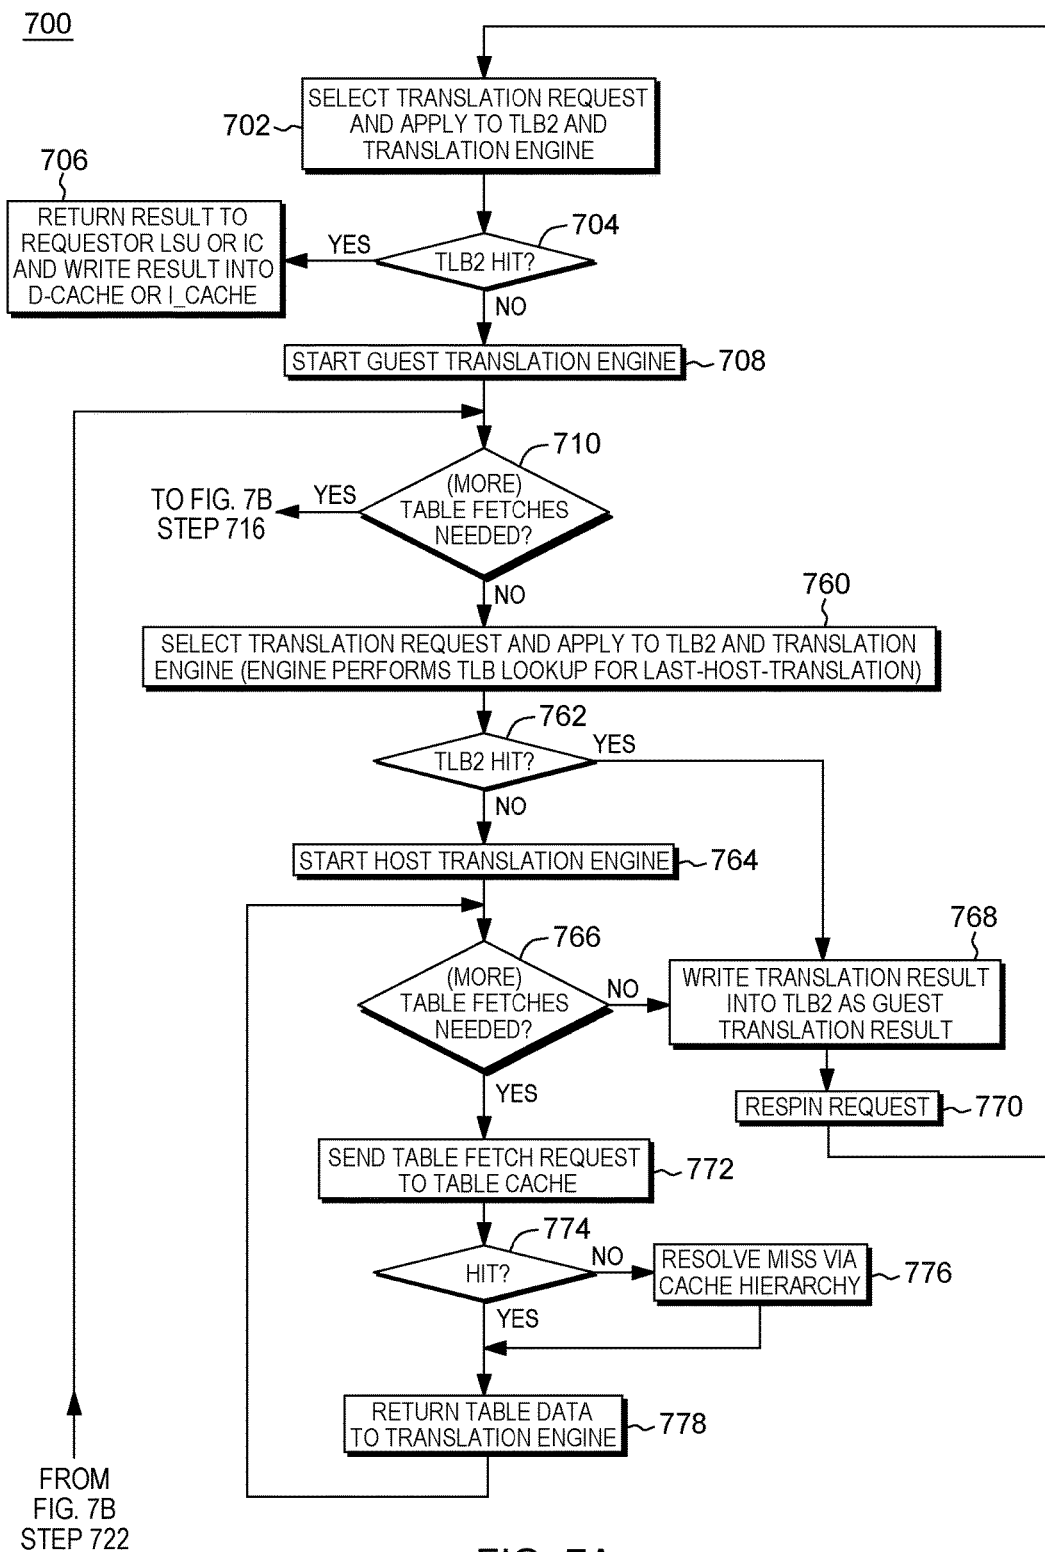 700
SELECT TRANSLATION REQUEST
AND APPLY TO TLB2 AND
TRANSLATION ENGINE
702
706
RETURN RESULT TO
REQUESTOR LSU OR IC
AND WRITE RESULT INTO
D-CACHE OR I_CACHE
YES
704
TLB2 HIT?
NO
START GUEST TRANSLATION ENGINE
708
710
(MORE)
TABLE FETCHES
NEEDED?
YES
TO FIG. 7B
STEP 716
NO
760
SELECT TRANSLATION REQUEST AND APPLY TO TLB2 AND TRANSLATION
ENGINE (ENGINE PERFORMS TLB LOOKUP FOR LAST-HOST-TRANSLATION)
762
TLB2 HIT?
YES
NO
START HOST TRANSLATION ENGINE
764
766
(MORE)
TABLE FETCHES
NEEDED?
NO
768
WRITE TRANSLATION RESULT
INTO TLB2 AS GUEST
TRANSLATION RESULT
YES
RESPIN REQUEST
770
SEND TABLE FETCH REQUEST
TO TABLE CACHE
772
774
HIT?
NO
RESOLVE MISS VIA
CACHE HIERARCHY
776
YES
RETURN TABLE DATA
TO TRANSLATION ENGINE
778
FROM
FIG. 7B
STEP 722
FIG. 7A